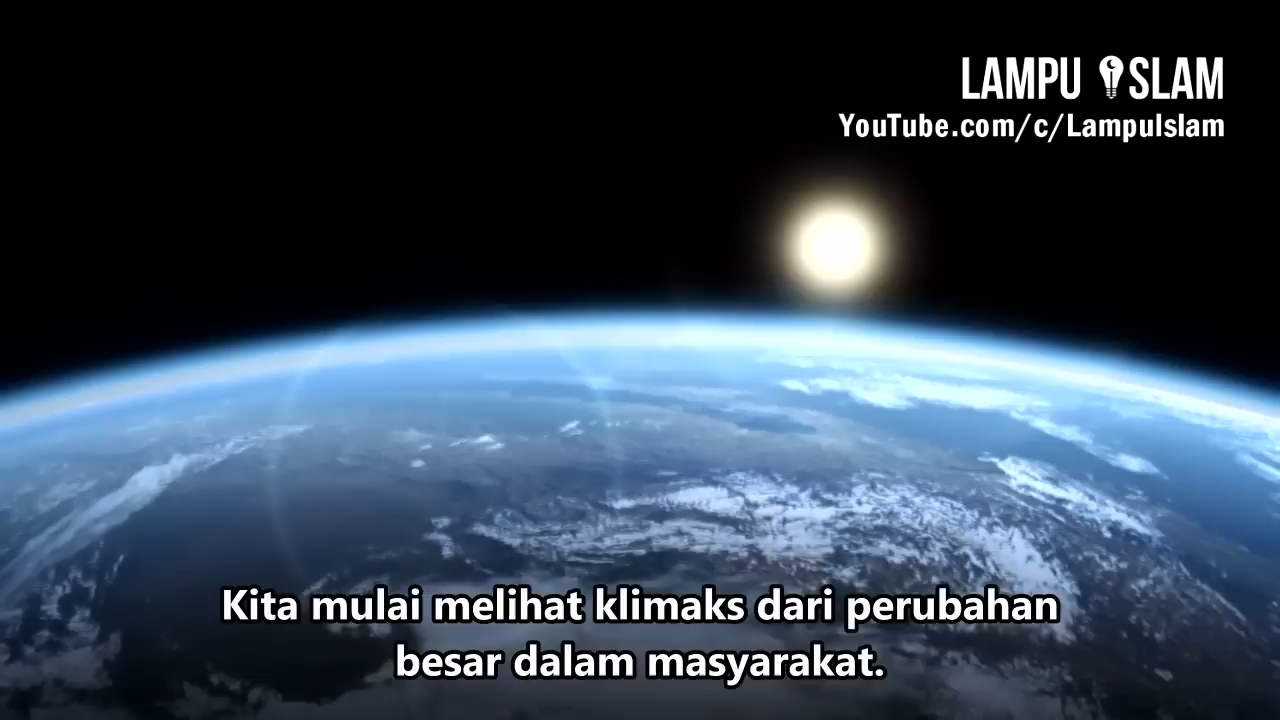 LAMPU ISLAM
YouTube.com/c/LampuIslam
Kita mulai melihat klimaks dari perubahan
besar dalam masyarakat.